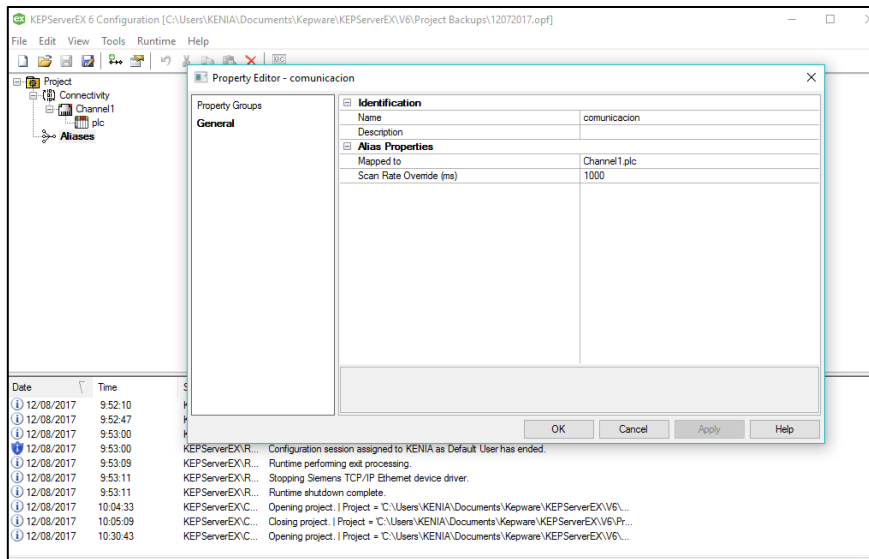 KEPServerEX 6 Configuration [C:\Users\KENIA\Documents\Kepware\KEPServerEX\V6\Project Backups\12072017.opf]
File Edit View Tools Runtime Help
Property Editor - comunicacion
Project
Connectivity
Channel1
plc
Aliases
Property Groups
General
Identification
Name comunicacion
Description
Alias Properties
Mapped to Channel1.plc
Scan Rate Override (ms) 1000
OK Cancel Apply Help
Date Time S
12/08/2017 9:52:10 K
12/08/2017 9:52:47 K
12/08/2017 9:53:00 K
12/08/2017 9:53:00 KEPServerEX\R... Configuration session assigned to KENIA as Default User has ended.
12/08/2017 9:53:09 KEPServerEX\R... Runtime performing exit processing.
12/08/2017 9:53:11 KEPServerEX\R... Stopping Siemens TCP/IP Ethernet device driver.
12/08/2017 9:53:11 KEPServerEX\R... Runtime shutdown complete.
12/08/2017 10:04:33 KEPServerEX\C... Opening project. | Project = 'C:\Users\KENIA\Documents\Kepware\KEPServerEX\V6\...
12/08/2017 10:05:09 KEPServerEX\C... Closing project. | Project = 'C:\Users\KENIA\Documents\Kepware\KEPServerEX\V6\Pr...
12/08/2017 10:30:43 KEPServerEX\C... Opening project. | Project = 'C:\Users\KENIA\Documents\Kepware\KEPServerEX\V6\...